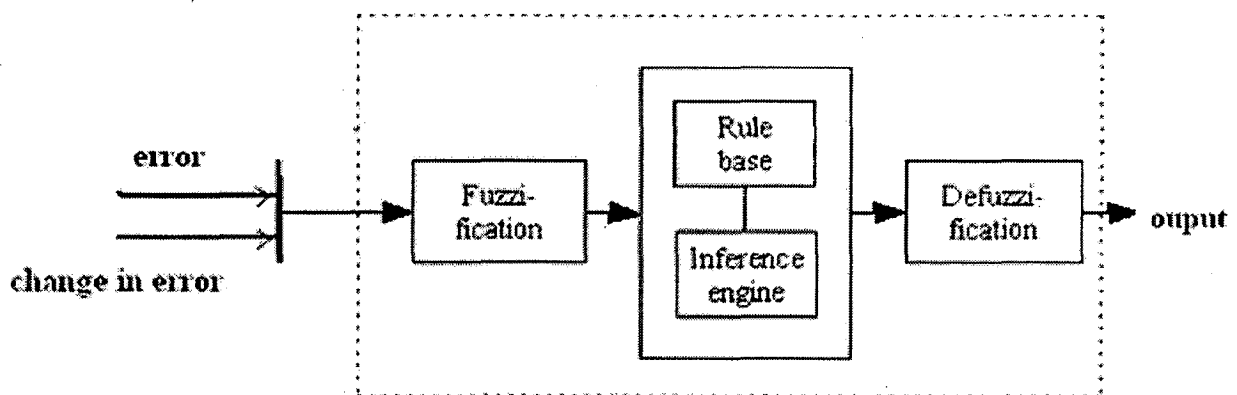 error
change in error
Fuzzi-
fication
Rule
base
Inference
engine
Defuzzi-
fication
ouput